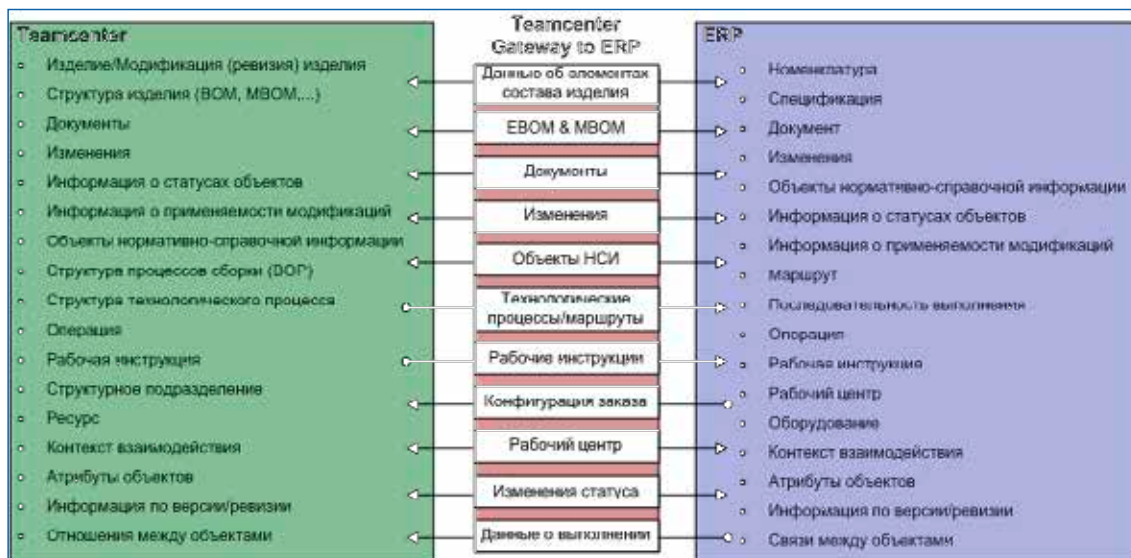 Teamcenter
Изделие/Модификация (ревизия) изделия
Структура изделия (BOM, MBOM,...)
Документы
Изменения
Информация о статусах объектов
Информация о применяемости модификаций
Объекты нормативно-справочной информации
Структура процессов сборки (BOP)
Структура технологического процесса
Операция
Рабочая инструкция
Структурное подразделение
Ресурс
Контекст взаимодействия
Атрибуты объектов
Информация по версии/ревизии
Отношения между объектами
Teamcenter
Gateway to ERP
Данные об элементах
состава изделия
EBOM & MBOM
Документы
Изменения
Объекты НСИ
Технологические
процессы/маршруты
Рабочие инструкции
Конфигурация заказа
Рабочий центр
Изменения статуса
Данные о выполнении
ERP
Номенклатура
Спецификация
Документ
Изменения
Объекты нормативно-справочной информации
Информация о статусах объектов
Информация о применяемости модификаций
Маршрут
Последовательность выполнения
Операция
Рабочая инструкция
Рабочий центр
Оборудование
Контекст взаимодействия
Атрибуты объектов
Информация по версии/ревизии
Связи между объектами